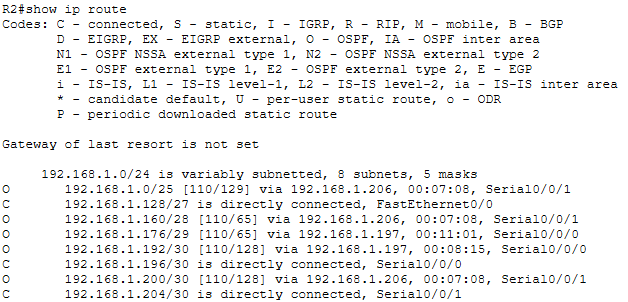 R2#show ip route
Codes: C - connected, S - static, I - IGRP, R - RIP, M - mobile, B - BGP
D - EIGRP, EX - EIGRP external, O - OSPF, IA - OSPF inter area
N1 - OSPF NSSA external type 1, N2 - OSPF NSSA external type 2
E1 - OSPF external type 1, E2 - OSPF external type 2, E - EGP
i - IS-IS, L1 - IS-IS level-1, L2 - IS-IS level-2, ia - IS-IS inter area
* - candidate default, U - per-user static route, o - ODR
P - periodic downloaded static route
Gateway of last resort is not set
192.168.1.0/24 is variably subnetted, 8 subnets, 5 masks
O 192.168.1.0/25 [110/129] via 192.168.1.206, 00:07:08, Serial0/0/1
C 192.168.1.128/27 is directly connected, FastEthernet0/0
O 192.168.1.160/28 [110/65] via 192.168.1.206, 00:07:08, Serial0/0/1
O 192.168.1.176/29 [110/65] via 192.168.1.197, 00:11:01, Serial0/0/0
O 192.168.1.192/30 [110/128] via 192.168.1.197, 00:08:15, Serial0/0/0
C 192.168.1.196/30 is directly connected, Serial0/0/0
O 192.168.1.200/30 [110/128] via 192.168.1.206, 00:07:08, Serial0/0/1
C 192.168.1.204/30 is directly connected, Serial0/0/1